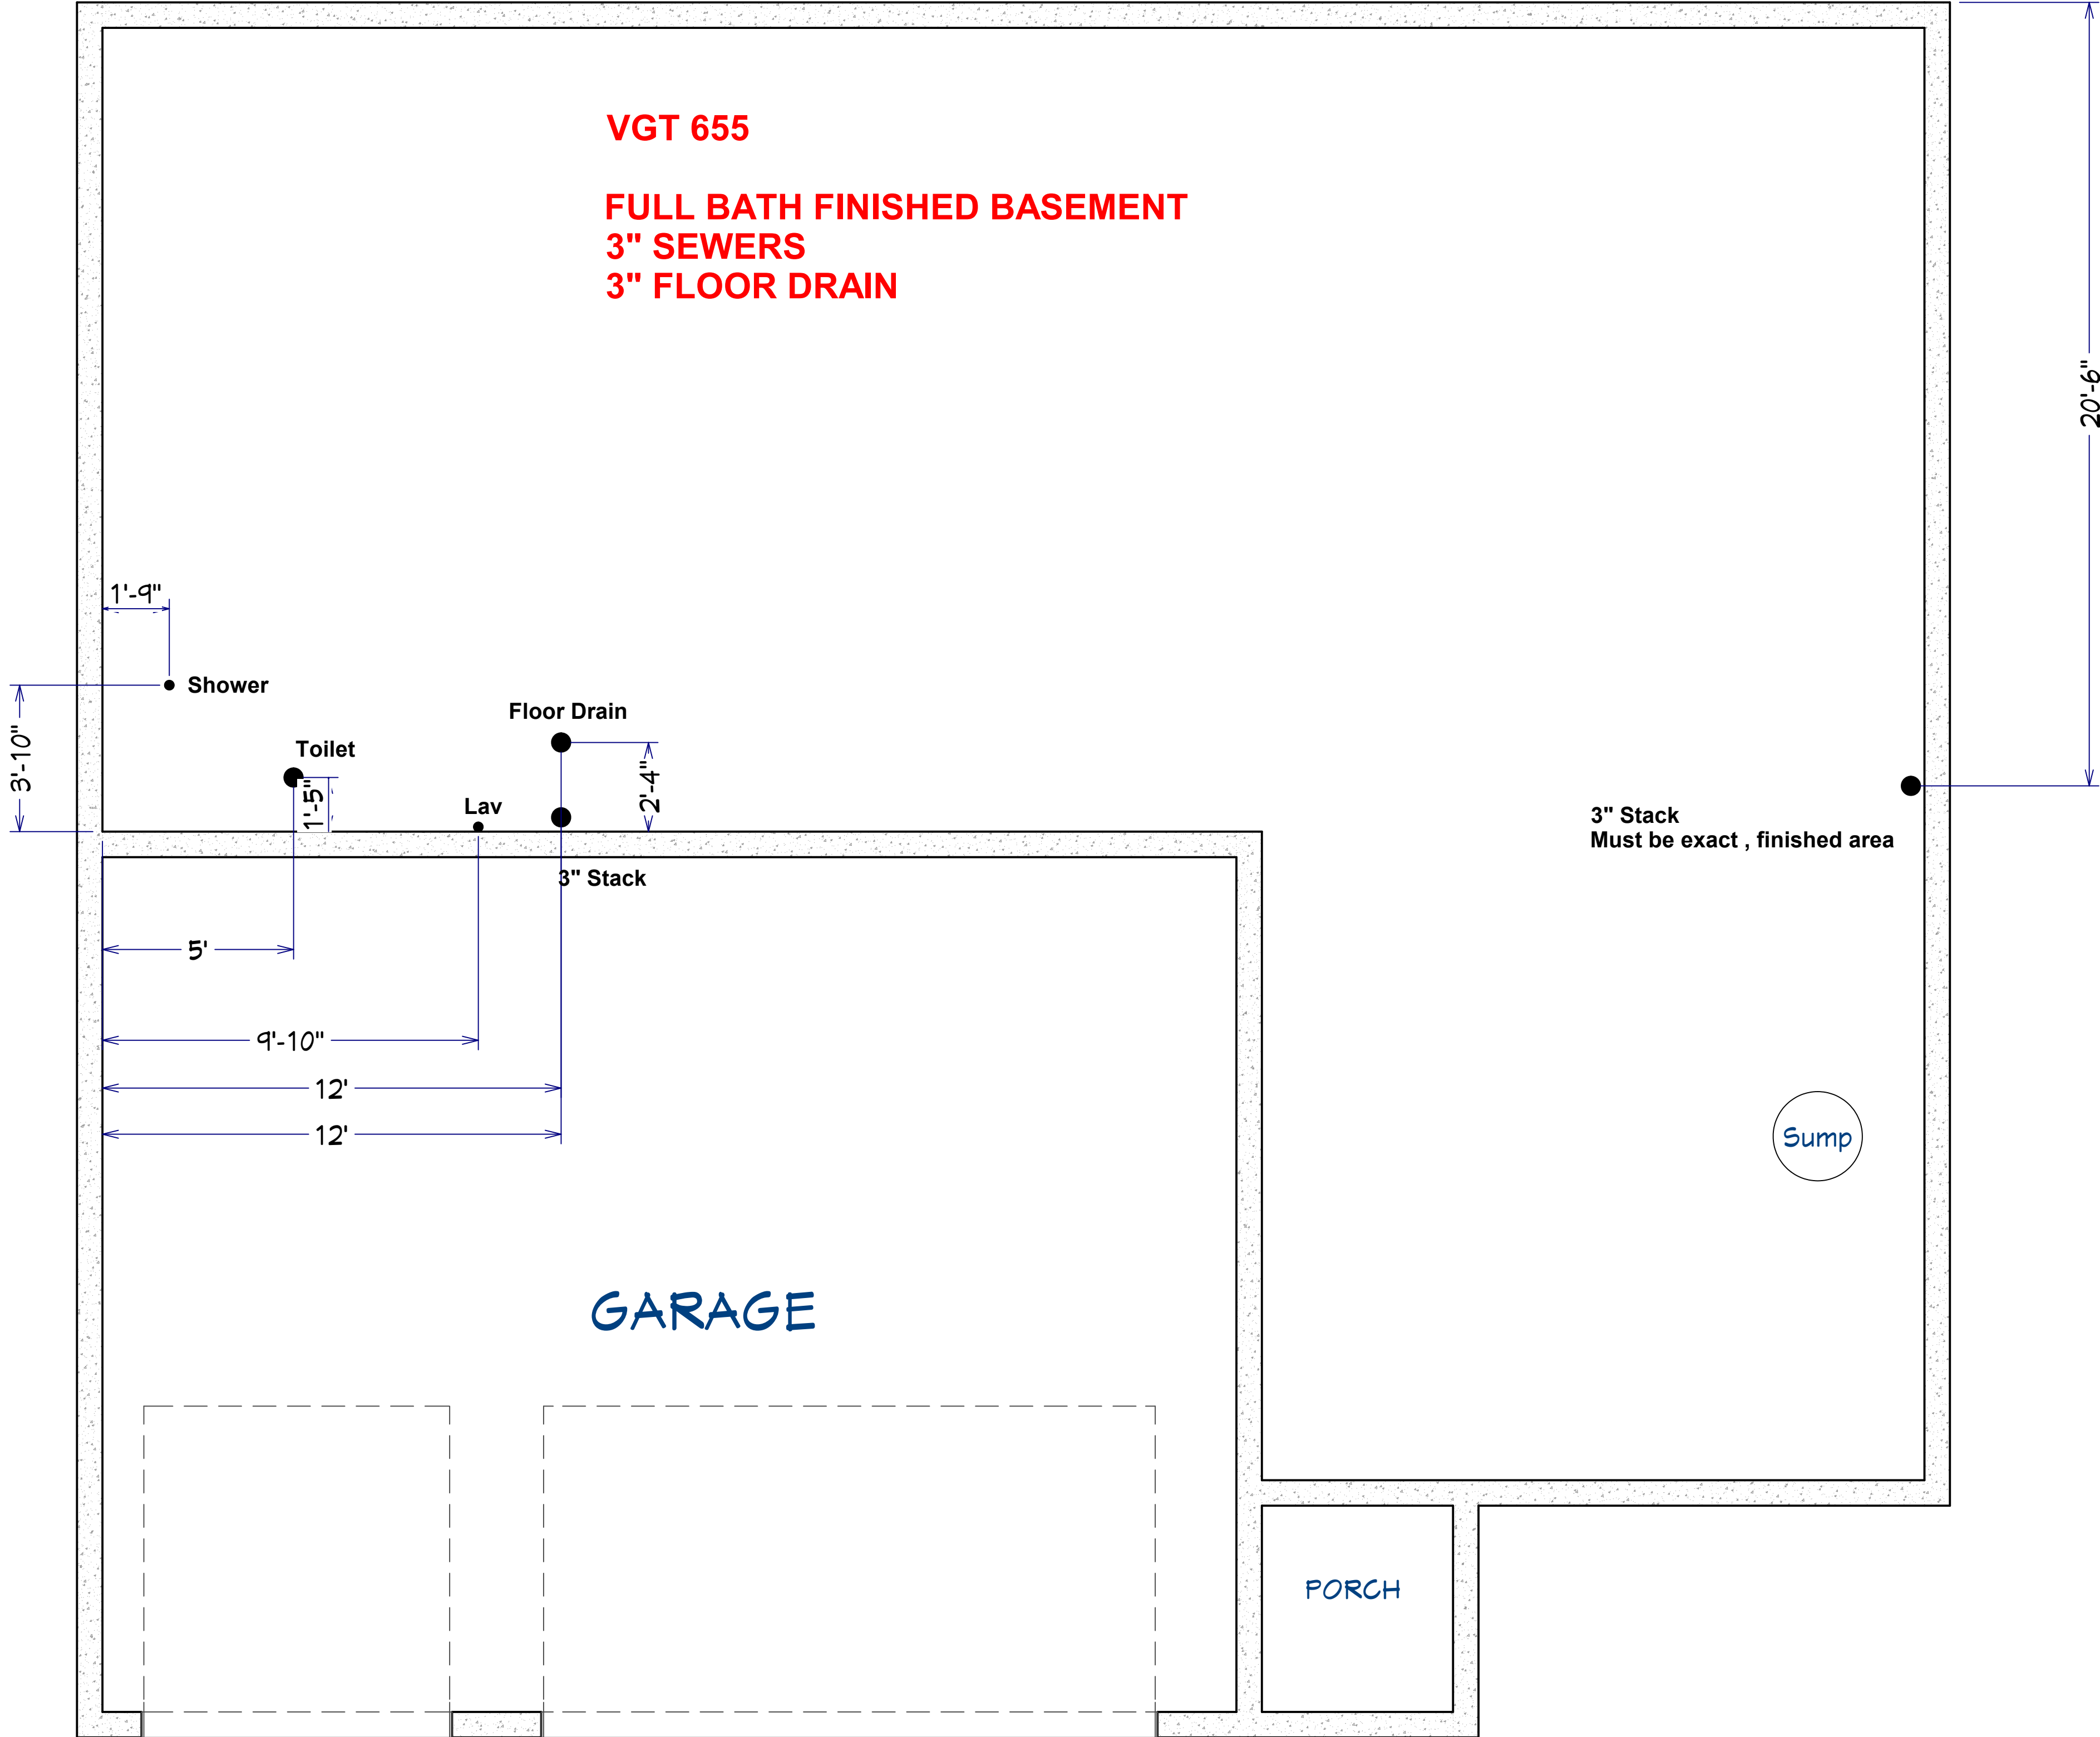 VGT 655
FULL BATH FINISHED BASEMENT
3" SEWERS
3" FLOOR DRAIN
20'-6"
1'-9"
Shower
3'-10"
Floor Drain
Toilet
1'-5"
2'-4"
Lav
3" Stack
Must be exact , finished area
3" Stack
5'
9'-10"
12'
12'
Sump
GARAGE
PORCH